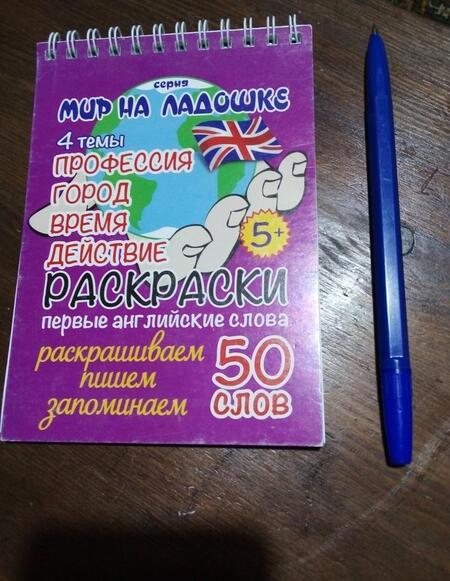 серия
МИР НА ЛАДОШКЕ
4 темы
ПРОФЕССИЯ
ГОРОД
ВРЕМЯ
ДЕЙСТВИЕ
5+
РАСКРАСКИ
первые английские слова
раскрашиваем
пишем
запоминаем
50
СЛОВ